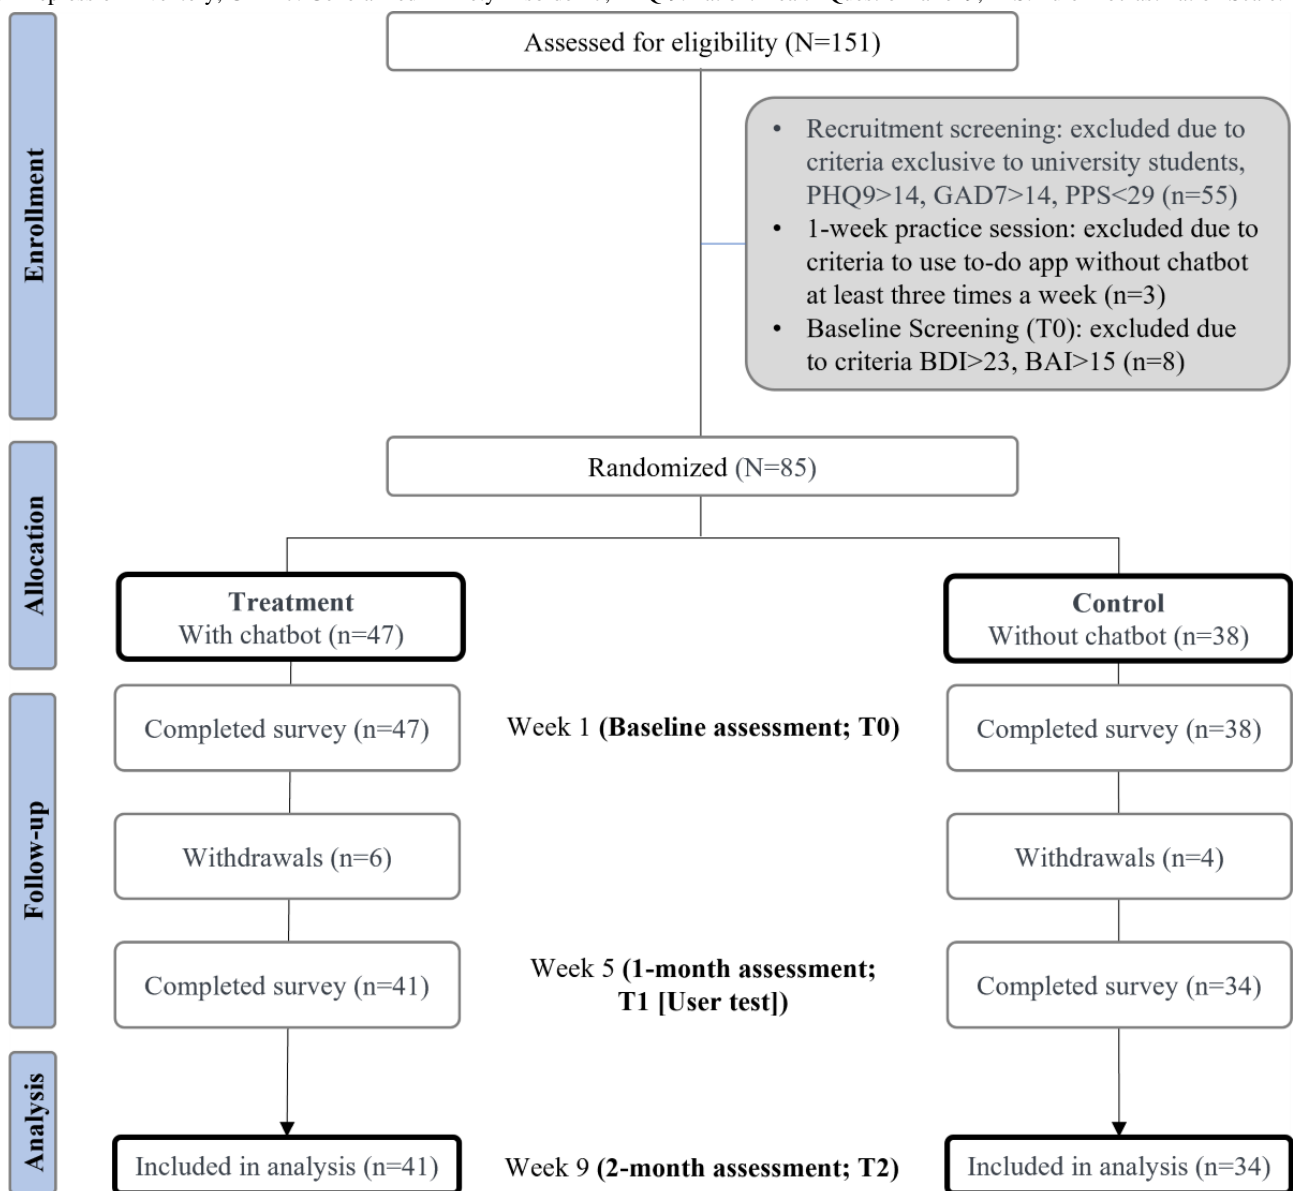 Assessed for eligibility (N=151)
• Recruitment screening: excluded due to
criteria exclusive to university students,
PHQ9>14, GAD7>14, PPS<29 (n=55)
• 1-week practice session: excluded due to
criteria to use to-do app without chatbot
at least three times a week (n=3)
• Baseline Screening (T0): excluded due
to criteria BDI>23, BAI>15 (n=8)
Enrollment
Randomized (N=85)
Allocation
Treatment
With chatbot (n=47)
Control
Without chatbot (n=38)
Follow-up
Completed survey (n=47)
Week 1 (Baseline assessment; T0)
Completed survey (n=38)
Withdrawals (n=6)
Withdrawals (n=4)
Completed survey (n=41)
Week 5 (1-month assessment;
T1 [User test])
Completed survey (n=34)
Analysis
Included in analysis (n=41)
Week 9 (2-month assessment; T2)
Included in analysis (n=34)